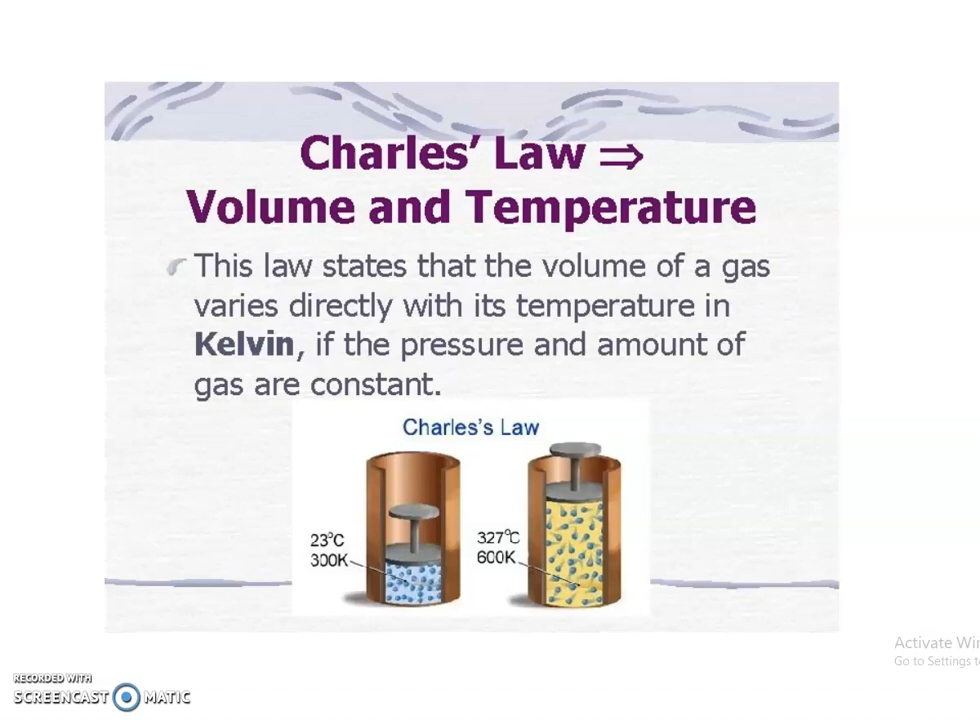 Charles’ Law ⇒
Volume and Temperature
This law states that the volume of a gas
varies directly with its temperature in
Kelvin, if the pressure and amount of
gas are constant.
Charles's Law
23°C
300K
327°C
600K
Activate Win
Go to Settings t
RECORDED WITH
SCREENCAST MATIC